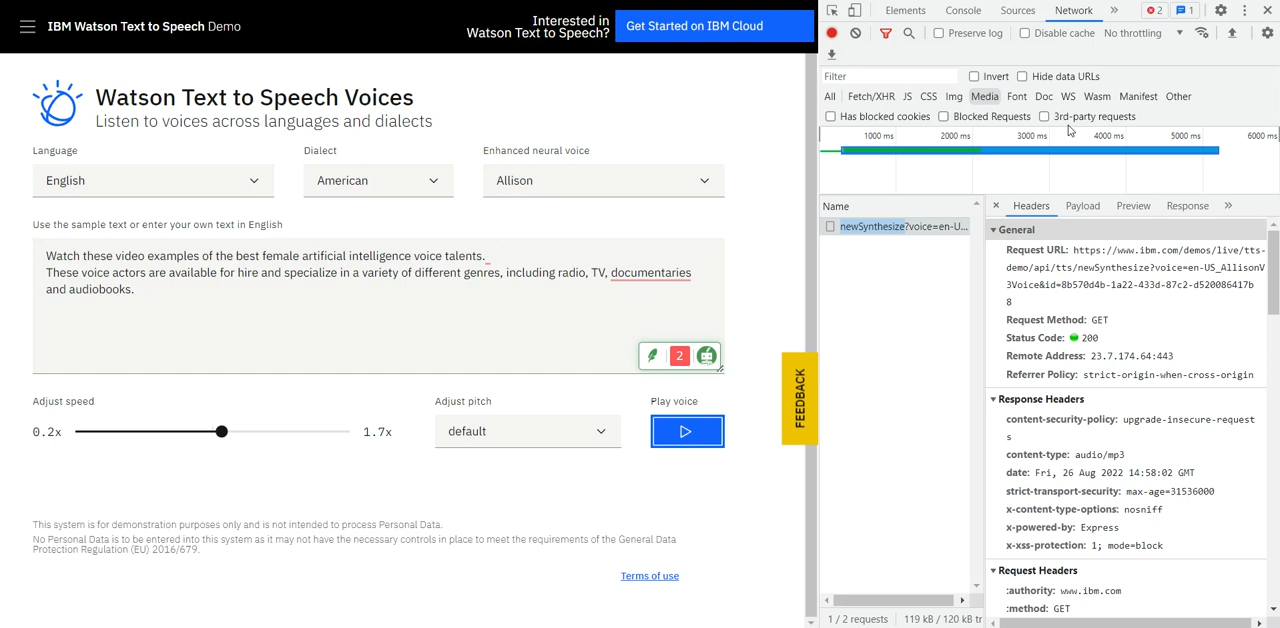 IBM Watson Text to Speech Demo
Interested in
Watson Text to Speech?
Get Started on IBM Cloud
Watson Text to Speech Voices
Listen to voices across languages and dialects
Language
Dialect
Enhanced neural voice
English
American
Allison
Use the sample text or enter your own text in English
Watch these video examples of the best female artificial intelligence voice talents.
These voice actors are available for hire and specialize in a variety of different genres, including radio, TV, documentaries
and audiobooks.
2
Adjust speed
Adjust pitch
Play voice
0.2x
1.7x
default
FEEDBACK
This system is for demonstration purposes only and is not intended to process Personal Data.
No Personal Data is to be entered into this system as it may not have the necessary controls in place to meet the requirements of the General Data
Protection Regulation (EU) 2016/679.
Terms of use
Elements Console Sources Network » 2 1
Preserve log Disable cache No throttling
Filter Invert Hide data URLs
All Fetch/XHR JS CSS Img Media Font Doc WS Wasm Manifest Other
Has blocked cookies Blocked Requests 3rd-party requests
1000 ms 2000 ms 3000 ms 4000 ms 5000 ms 6000 ms
Name
newSynthesize?voice=en-U...
1 / 2 requests 119 kB / 120 kB tr
Headers Payload Preview Response »
General
Request URL: https://www.ibm.com/demos/live/tts-
demo/api/tts/newSynthesize?voice=en-US_AllisonV
3Voice&id=8b570d4b-1a22-433d-87c2-d520086417b
8
Request Method: GET
Status Code: 200
Remote Address: 23.7.174.64:443
Referrer Policy: strict-origin-when-cross-origin
Response Headers
content-security-policy: upgrade-insecure-request
s
content-type: audio/mp3
date: Fri, 26 Aug 2022 14:58:02 GMT
strict-transport-security: max-age=31536000
x-content-type-options: nosniff
x-powered-by: Express
x-xss-protection: 1; mode=block
Request Headers
:authority: www.ibm.com
:method: GET